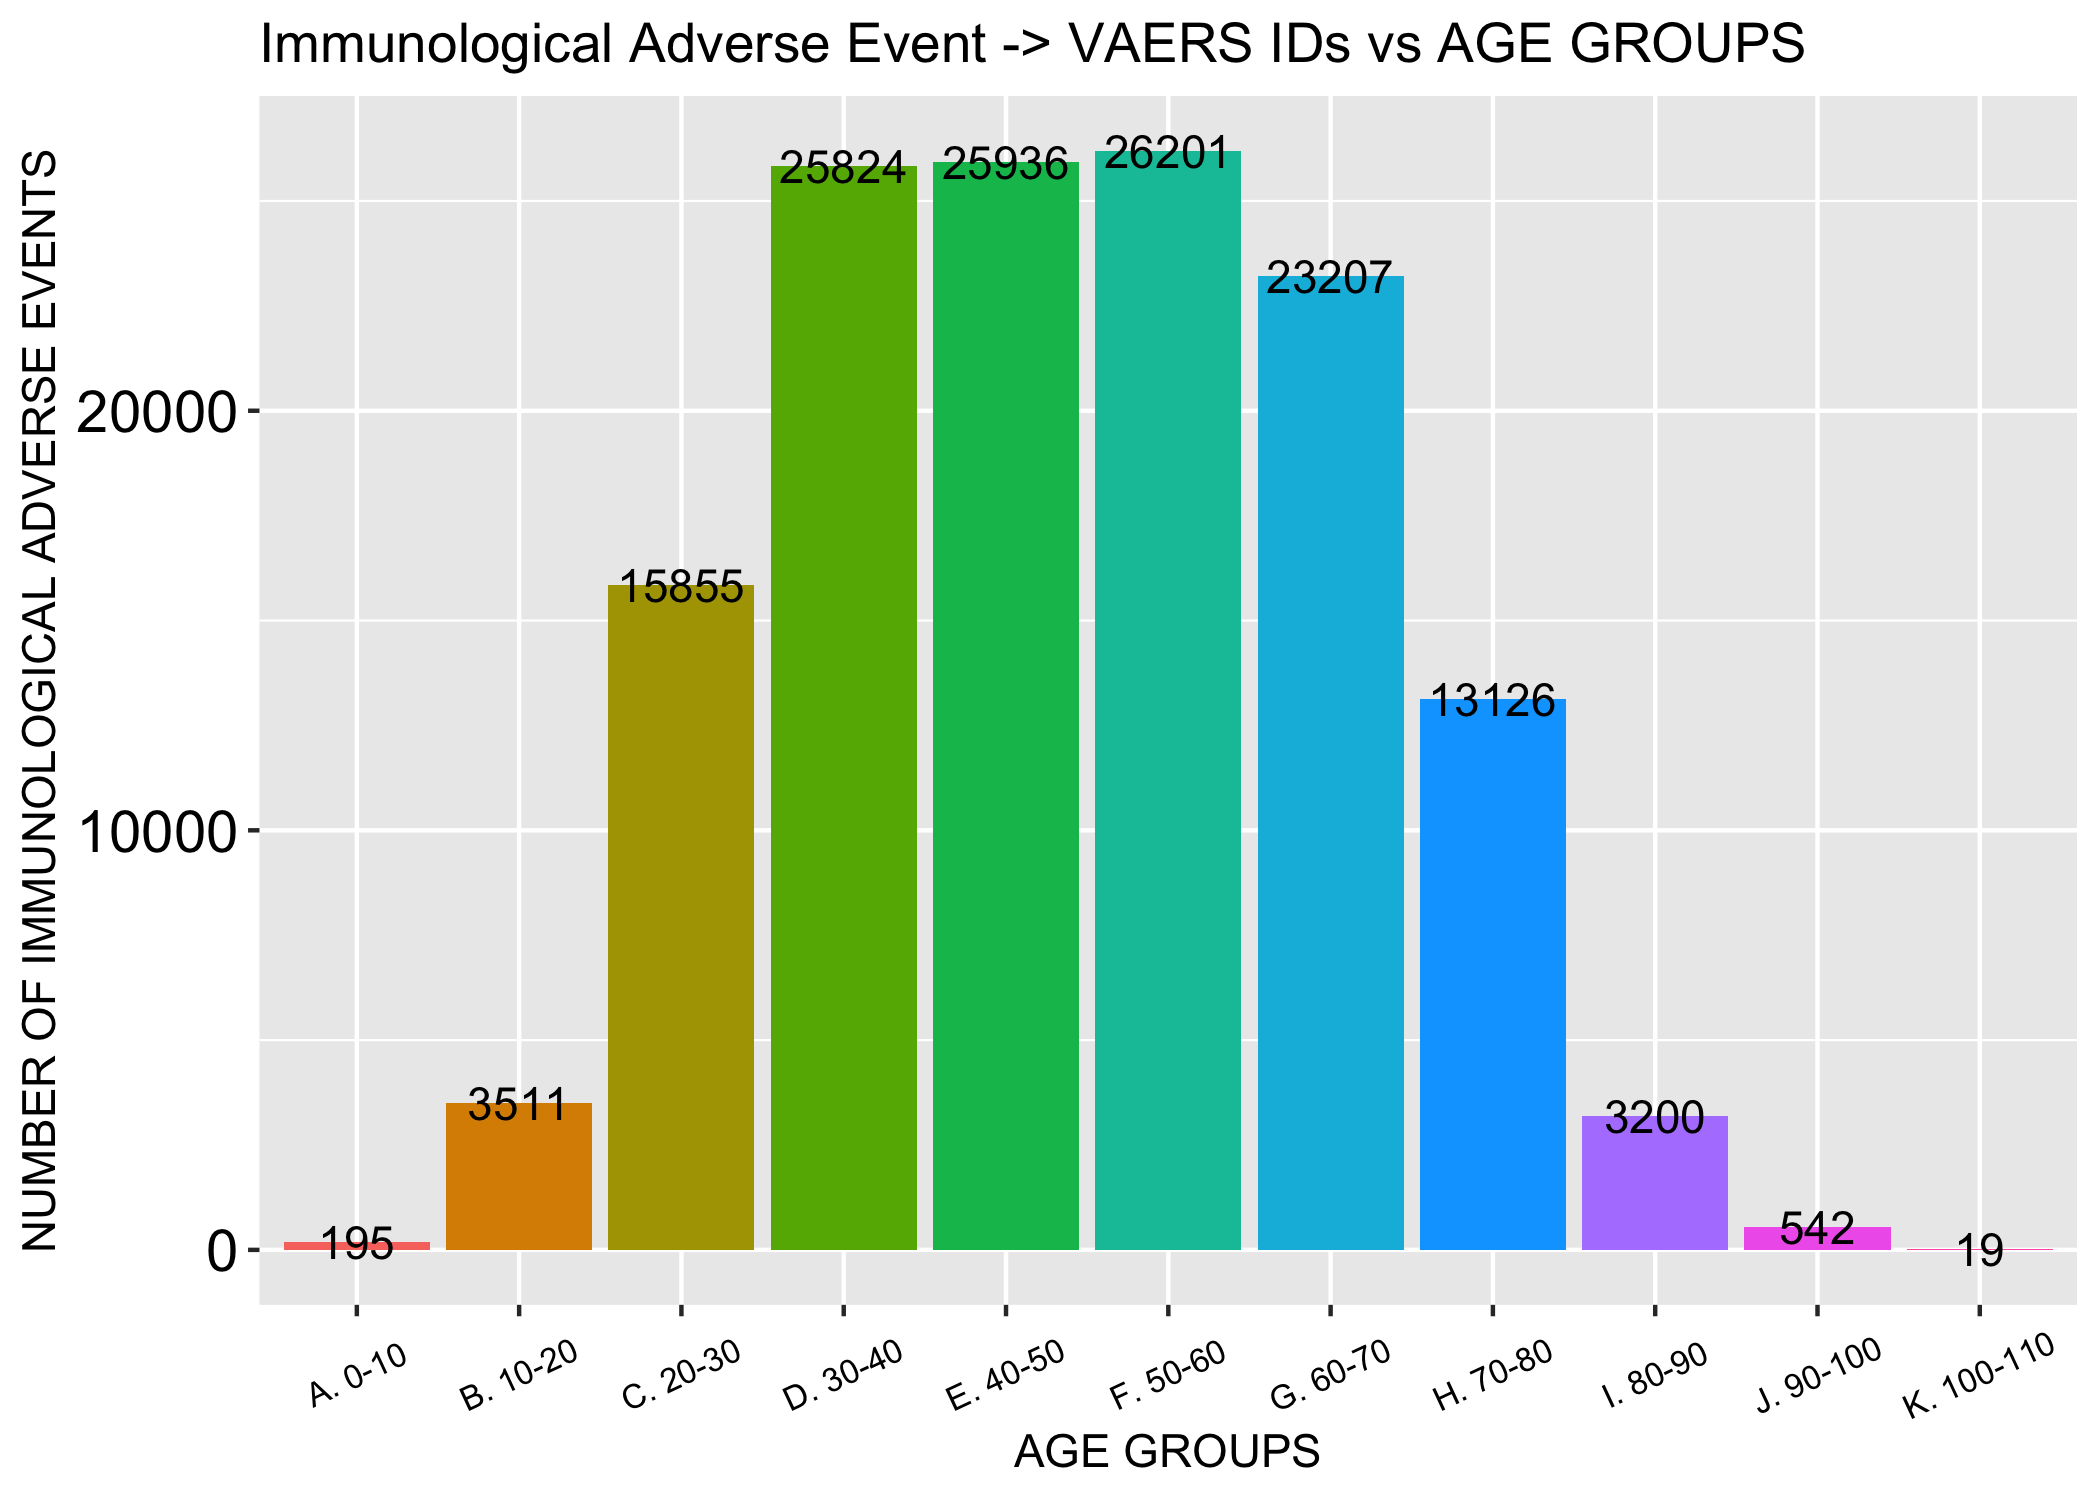 Immunological Adverse Event -> VAERS IDs vs AGE GROUPS
NUMBER OF IMMUNOLOGICAL ADVERSE EVENTS
20000
10000
0
195
3511
15855
25824
25936
26201
23207
13126
3200
542
19
A. 0-10
B. 10-20
C. 20-30
D. 30-40
E. 40-50
F. 50-60
G. 60-70
H. 70-80
I. 80-90
J. 90-100
K. 100-110
AGE GROUPS